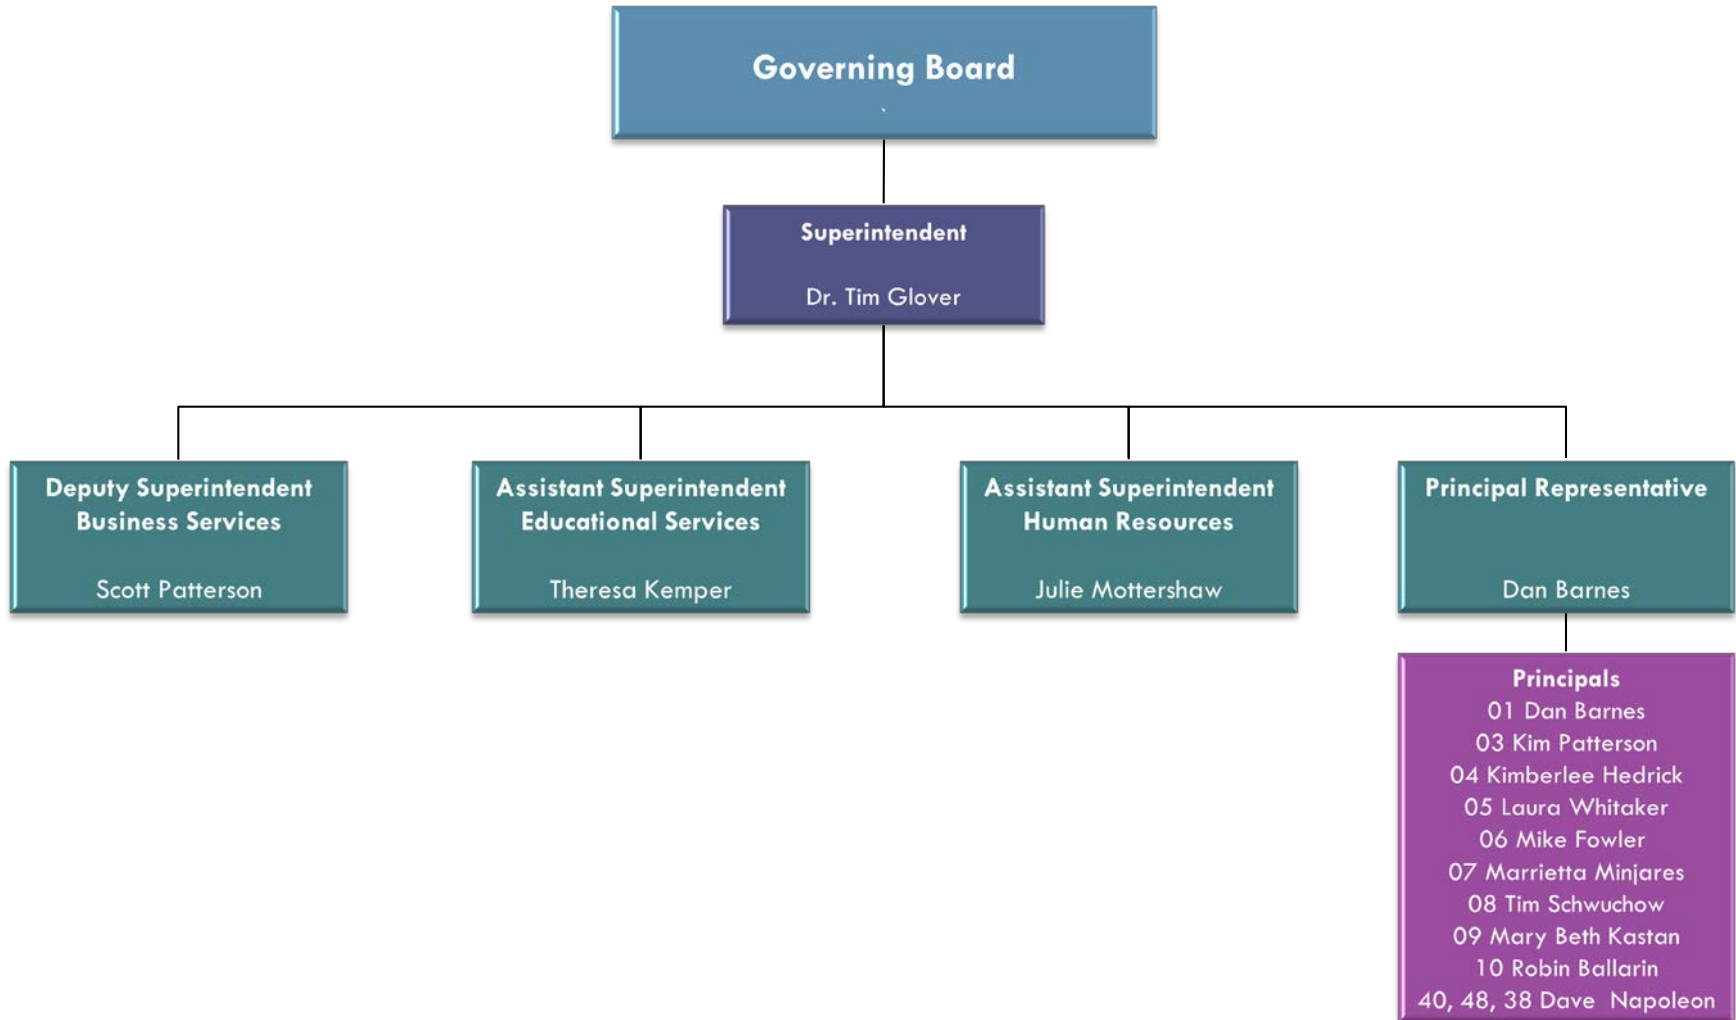 Governing Board
`
Superintendent
Dr. Tim Glover
Deputy Superintendent
Business Services
Scott Patterson
Assistant Superintendent
Educational Services
Theresa Kemper
Assistant Superintendent
Human Resources
Julie Mottershaw
Principal Representative
Dan Barnes
Principals
01 Dan Barnes
03 Kim Patterson
04 Kimberlee Hedrick
05 Laura Whitaker
06 Mike Fowler
07 Marrietta Minjares
08 Tim Schwuchow
09 Mary Beth Kastan
10 Robin Ballarin
40, 48, 38 Dave  Napoleon